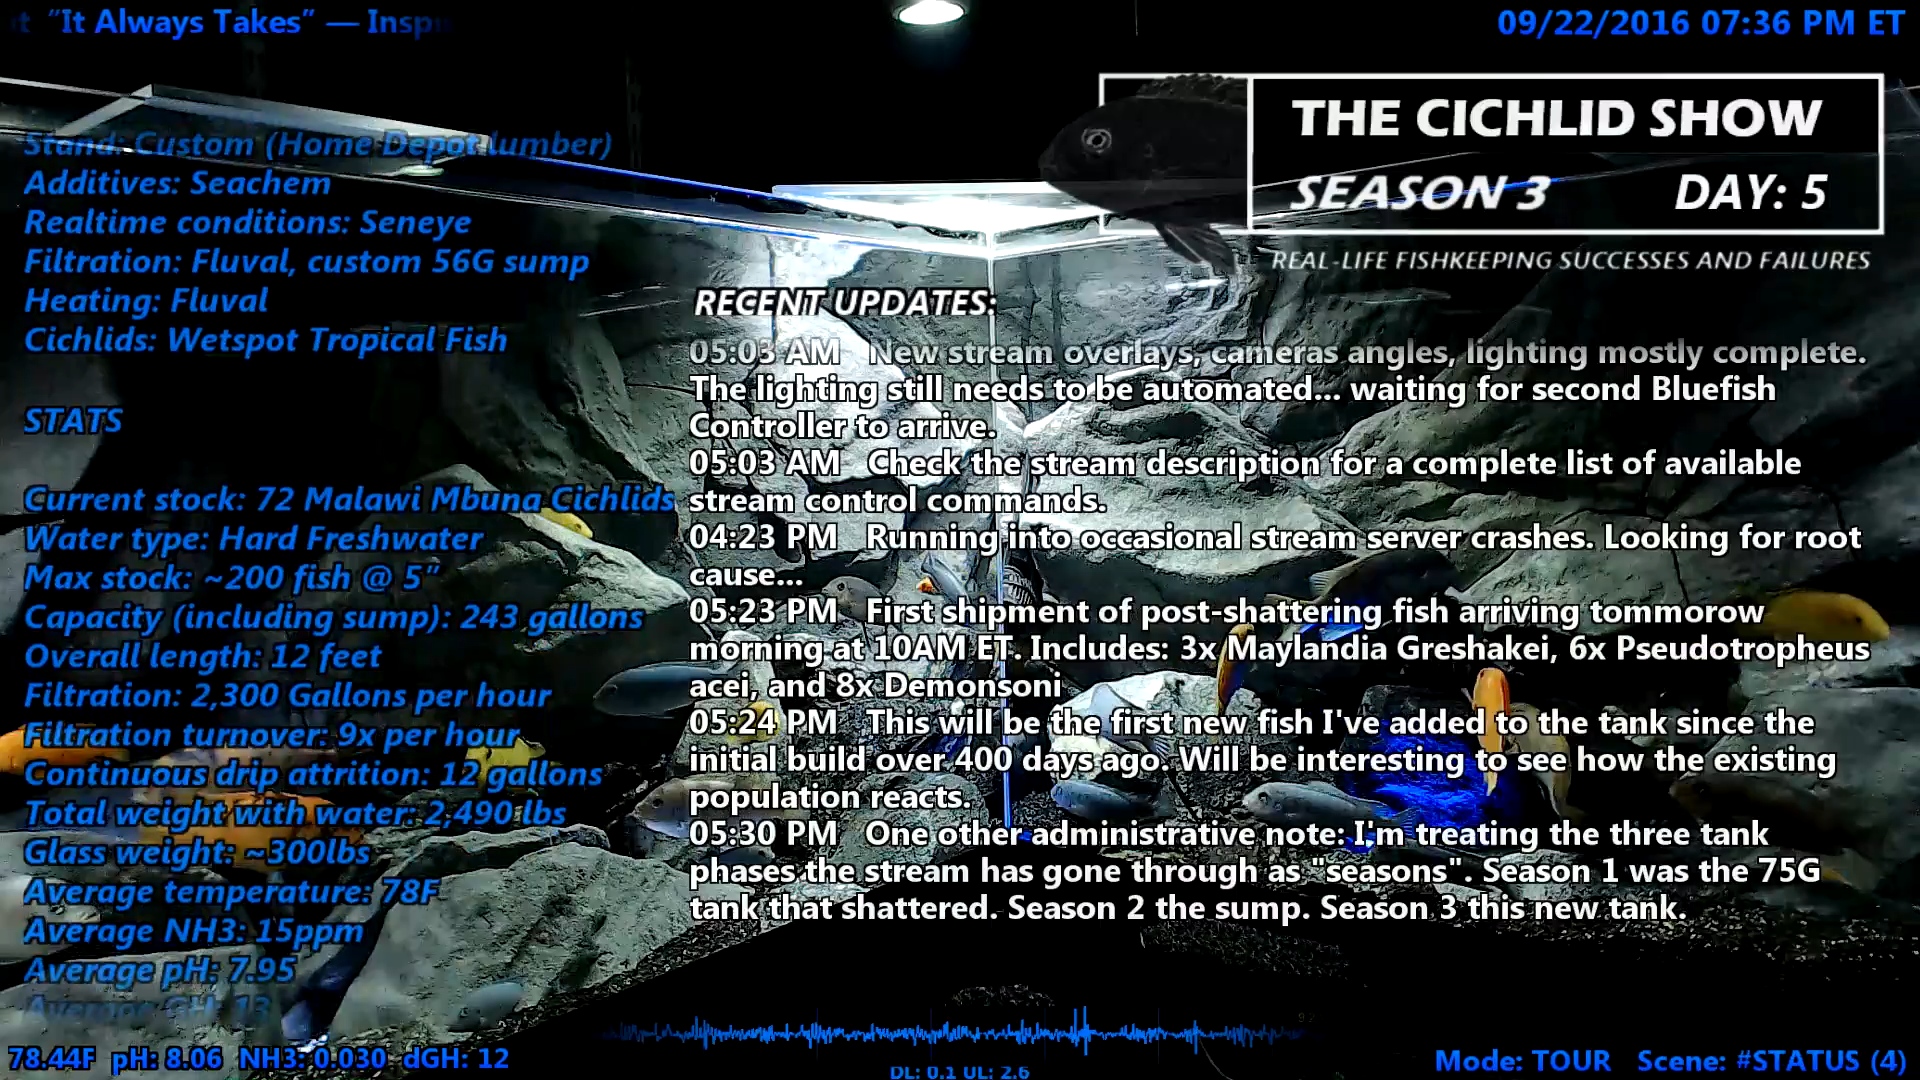 "It Always Takes" — Insp
09/22/2016 07:36 PM ET
THE CICHLID SHOW
SEASON 3 DAY: 5
REAL-LIFE FISHKEEPING SUCCESSES AND FAILURES
Stand: Custom (Home Depot lumber)
Additives: Seachem
Realtime conditions: Seneye
Filtration: Fluval, custom 56G sump
Heating: Fluval
Cichlids: Wetspot Tropical Fish
STATS
Current stock: 72 Malawi Mbuna Cichlids
Water type: Hard Freshwater
Max stock: ~200 fish @ 5"
Capacity (including sump): 243 gallons
Overall length: 12 feet
Filtration: 2,300 Gallons per hour
Filtration turnover: 9x per hour
Continuous drip attrition: 12 gallons
Total weight with water: 2,490 lbs
Glass weight: ~300lbs
Average temperature: 78F
Average NH3: 15ppm
Average pH: 7.95
Average GH: 13
RECENT UPDATES:
05:03 AM New stream overlays, cameras angles, lighting mostly complete.
The lighting still needs to be automated... waiting for second Bluefish
Controller to arrive.
05:03 AM Check the stream description for a complete list of available
stream control commands.
04:23 PM Running into occasional stream server crashes. Looking for root
cause...
05:23 PM First shipment of post-shattering fish arriving tommorow
morning at 10AM ET. Includes: 3x Maylandia Greshakei, 6x Pseudotropheus
acei, and 8x Demonsoni
05:24 PM This will be the first new fish I've added to the tank since the
initial build over 400 days ago. Will be interesting to see how the existing
population reacts.
05:30 PM One other administrative note: I'm treating the three tank
phases the stream has gone through as "seasons". Season 1 was the 75G
tank that shattered. Season 2 the sump. Season 3 this new tank.
78.44F pH: 8.06 NH3: 0.030 dGH: 12
DL: 0.1 UL: 2.6
Mode: TOUR Scene: #STATUS (4)